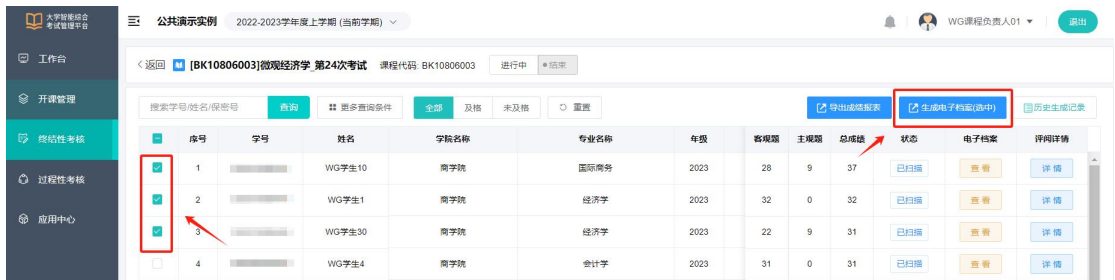 大学智能综合
考试管理平台
公共演示实例 2022-2023学年度上学期 (当前学期)
WG课程负责人01 退出
工作台
开课管理
终结性考核
过程性考核
应用中心
返回 [BK10806003]微观经济学_第24次考试 课程代码: BK10806003 进行中 结束
搜索学号/姓名/保密号 查询 更多查询条件 全部 及格 未及格 重置 导出成绩报表 生成电子档案(选中) 历史生成记录
序号 学号 姓名 学院名称 专业名称 年级 客观题 主观题 总成绩 状态 电子档案 评阅详情
1 WG学生10 商学院 国际商务 2023 28 9 37 已扫描 查看 详情
2 WG学生1 商学院 经济学 2023 32 0 32 已扫描 查看 详情
3 WG学生30 商学院 经济学 2023 22 9 31 已扫描 查看 详情
4 WG学生4 商学院 会计学 2023 31 0 31 已扫描 查看 详情